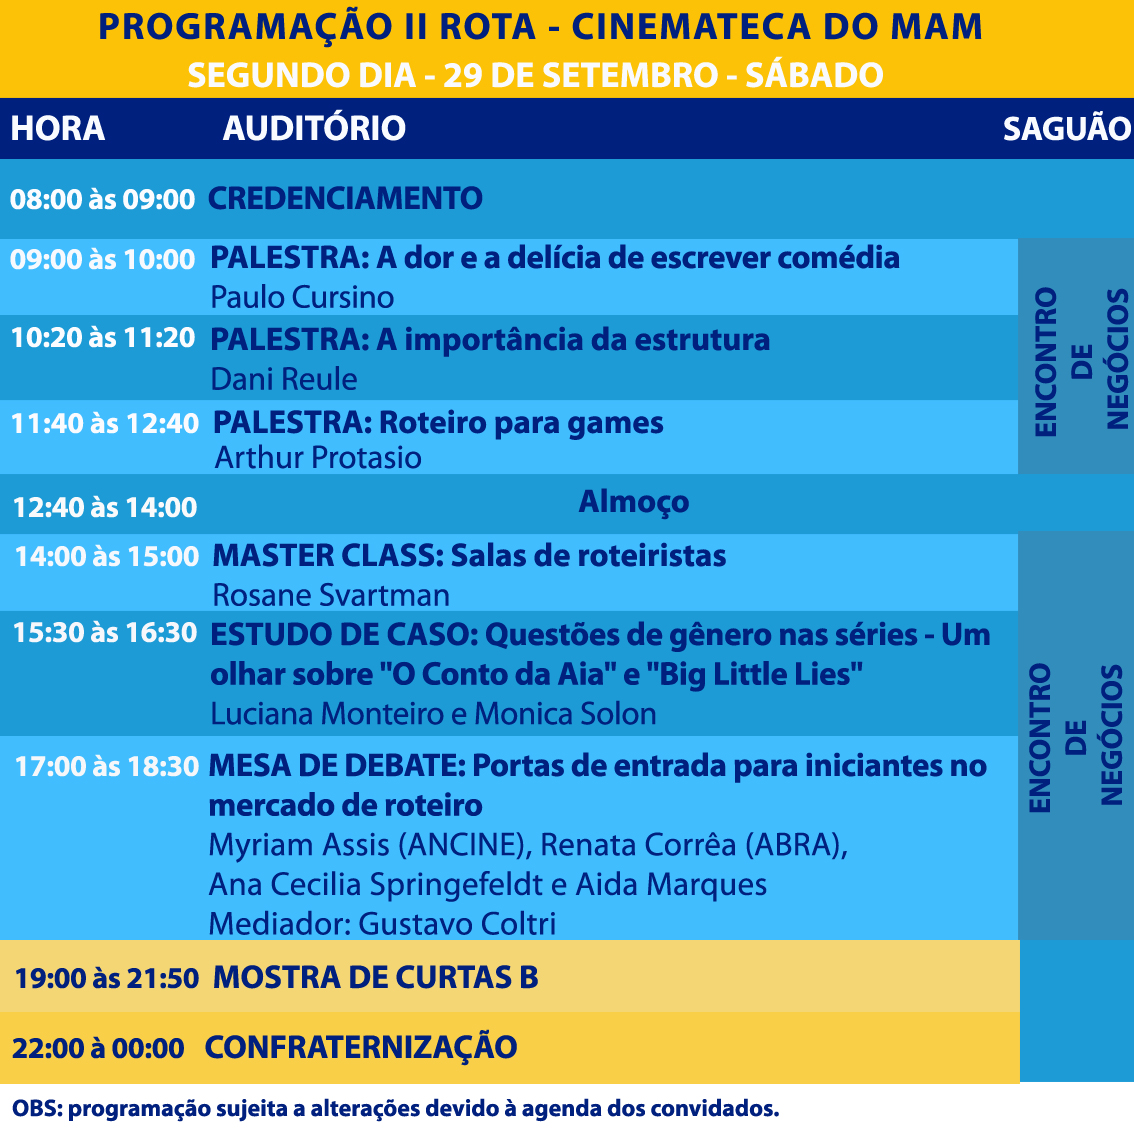 PROGRAMAÇÃO II ROTA - CINEMATECA DO MAM
SEGUNDO DIA - 29 DE SETEMBRO - SÁBADO
HORA AUDITÓRIO SAGUÃO
08:00 às 09:00 CREDENCIAMENTO
09:00 às 10:00 PALESTRA: A dor e a delícia de escrever comédia
Paulo Cursino
10:20 às 11:20 PALESTRA: A importância da estrutura
Dani Reule
11:40 às 12:40 PALESTRA: Roteiro para games
Arthur Protasio
ENCONTRO
DE
NEGÓCIOS
12:40 às 14:00 Almoço
14:00 às 15:00 MASTER CLASS: Salas de roteiristas
Rosane Svartman
15:30 às 16:30 ESTUDO DE CASO: Questões de gênero nas séries - Um
olhar sobre "O Conto da Aia" e "Big Little Lies"
Luciana Monteiro e Monica Solon
17:00 às 18:30 MESA DE DEBATE: Portas de entrada para iniciantes no
mercado de roteiro
Myriam Assis (ANCINE), Renata Corrêa (ABRA),
Ana Cecilia Springefeldt e Aida Marques
Mediador: Gustavo Coltri
ENCONTRO
DE
NEGÓCIOS
19:00 às 21:50 MOSTRA DE CURTAS B
22:00 à 00:00 CONFRATERNIZAÇÃO
OBS: programação sujeita a alterações devido à agenda dos convidados.